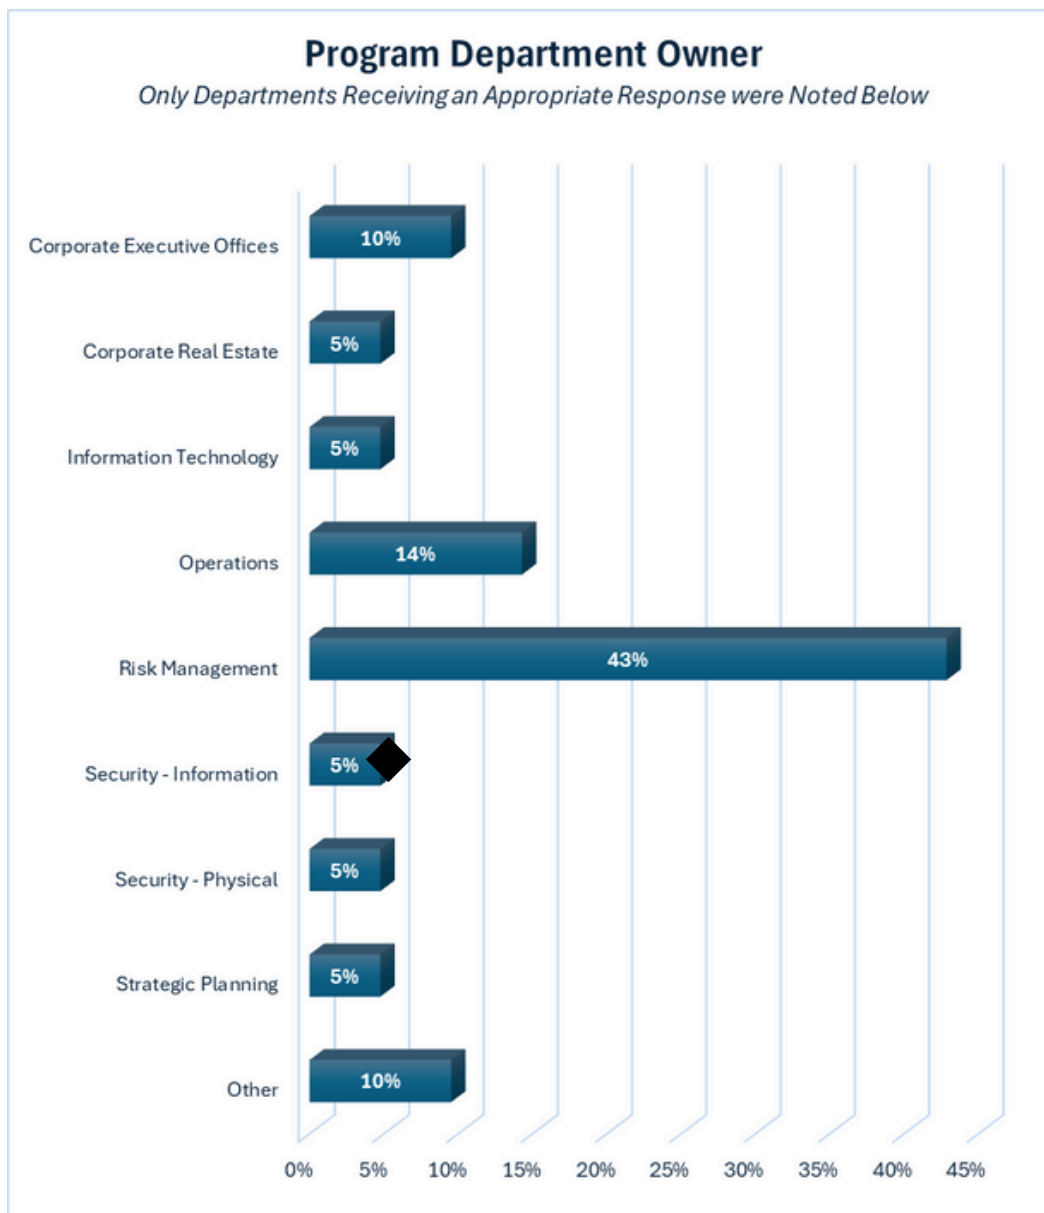 Program Department Owner
Only Departments Receiving an Appropriate Response were Noted Below
Corporate Executive Offices 10%
Corporate Real Estate 5%
Information Technology 5%
Operations 14%
Risk Management 43%
Security - Information 5%
Security - Physical 5%
Strategic Planning 5%
Other 10%
0% 5% 10% 15% 20% 25% 30% 35% 40% 45%